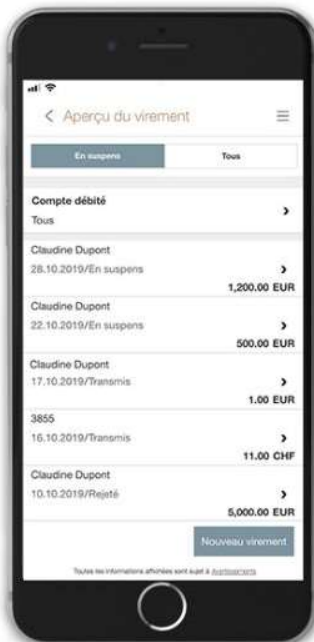 Aperçu du virement
En suspens
Tous
Compte débité
Tous
Claudine Dupont
28.10.2019/En suspens
1,200.00 EUR
Claudine Dupont
22.10.2019/En suspens
500.00 EUR
Claudine Dupont
17.10.2019/Transmis
1.00 EUR
3855
16.10.2019/Transmis
11.00 CHF
Claudine Dupont
10.10.2019/Rejeté
5,000.00 EUR
Nouveau virement
Toutes les informations affichées sont sujet à Avertissements